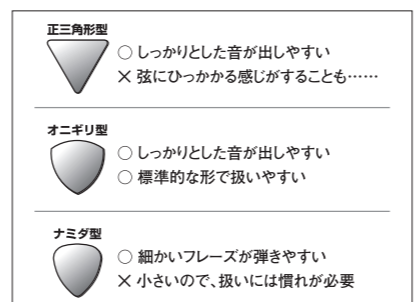 正三角形型
○ しっかりとした音が出しやすい
× 弦にひっかかる感じがすることも……
オニギリ型
○ しっかりとした音が出しやすい
○ 標準的な形で扱いやすい
ナミダ型
○ 細かいフレーズが弾きやすい
× 小さいので、扱いには慣れが必要